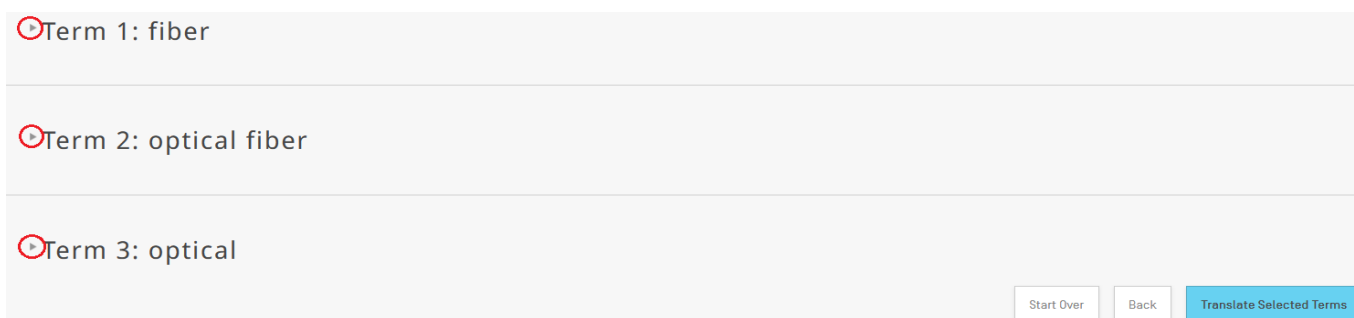 Term 1: fiber
Term 2: optical fiber
Term 3: optical
Start Over Back Translate Selected Terms